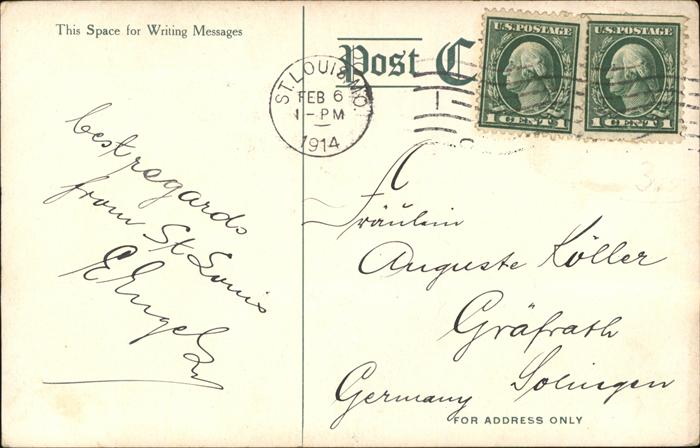 This Space for Writing Messages
Post C
U.S. POSTAGE
1 CENT 1
U.S. POSTAGE
1 CENT 1
ST. LOUIS, MO
FEB 6
1-PM
1914
best regards
from St Louis
Fräulein
Auguste Köller
Gräfrath
Solingen
Germany
FOR ADDRESS ONLY